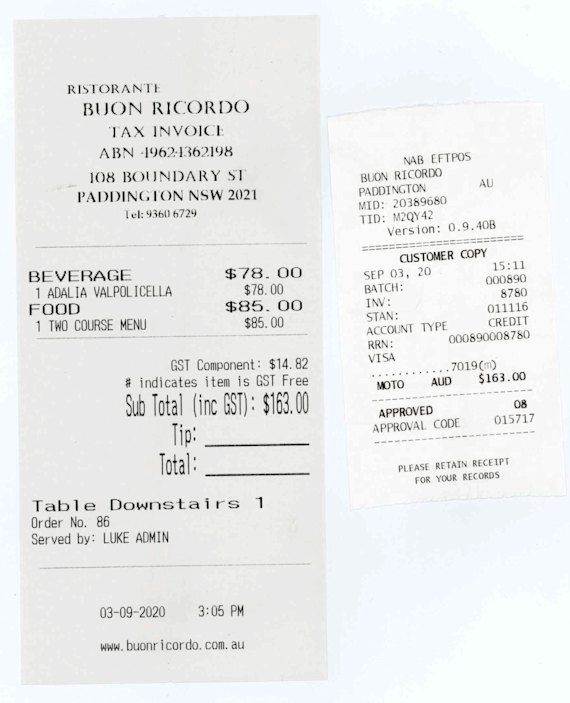 RISTORANTE
BUON RICORDO
TAX INVOICE
ABN 49624362198
108 BOUNDARY ST
PADDINGTON NSW 2021
Tel: 9360 6729
BEVERAGE $78.00
1 ADALIA VALPOLICELLA $78.00
FOOD $85.00
1 TWO COURSE MENU $85.00
GST Component: $14.82
# indicates item is GST Free
Sub Total (inc GST): $163.00
Tip:
Total:
Table Downstairs 1
Order No. 86
Served by: LUKE ADMIN
03-09-2020 3:05 PM
www.buonricordo.com.au
NAB EFTPOS
BUON RICORDO
PADDINGTON AU
MID: 20389680
TID: M2QY42
Version: 0.9.40B
CUSTOMER COPY
SEP 03, 20 15:11
BATCH: 000890
INV: 8780
STAN: 011116
ACCOUNT TYPE CREDIT
RRN: 000890008780
VISA
............7019(m)
MOTO AUD $163.00
APPROVED 08
APPROVAL CODE 015717
PLEASE RETAIN RECEIPT
FOR YOUR RECORDS